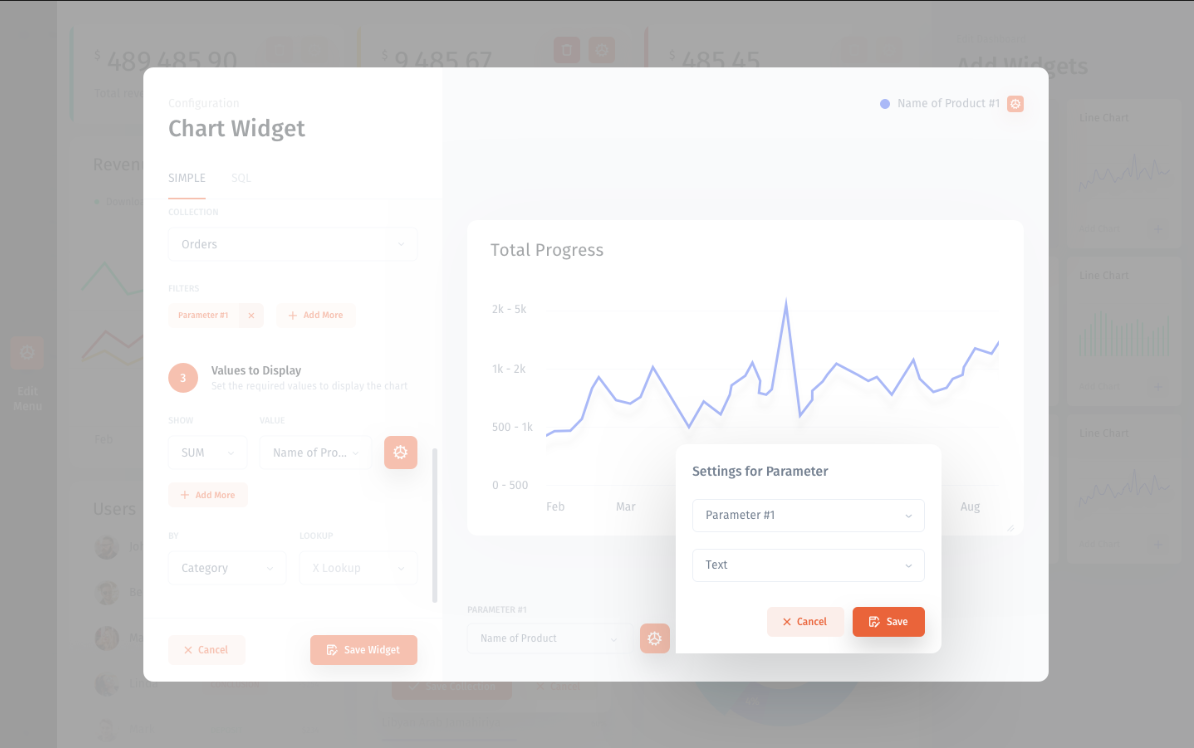 $ 489,485.90
$ 9,485.67
$ 485.45
Add Widgets
Configuration
Chart Widget
SIMPLE
SQL
COLLECTION
Orders
FILTERS
Parameter #1
Add More
3
Values to Display
Set the required values to display the chart
SHOW
VALUE
SUM
Name of Pro...
Add More
BY
LOOKUP
Category
X Lookup
Cancel
Save Widget
Name of Product #1
Total Progress
2k - 5k
1k - 2k
500 - 1k
0 - 500
Feb
Mar
Aug
PARAMETER #1
Name of Product
Settings for Parameter
Parameter #1
Text
Cancel
Save
Edit
Menu
Feb
Users
Line Chart
Line Chart
Line Chart